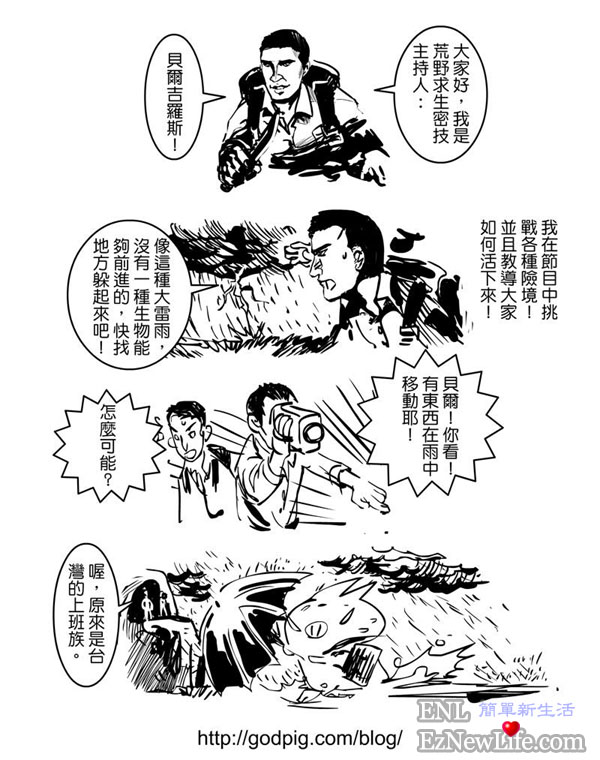 大家好，我是
荒野求生密技
主持人：
貝爾吉羅斯！
我在節目中挑
戰各種險境！
並且教導大家
如何活下來！
像這種大雷雨，
沒有一種生物能
夠前進的，快找
地方躲起來吧！
貝爾！你看！
有東西在雨中
移動耶！
怎麼可能？
喔，原來是台
灣的上班族。
ENL 簡單新生活
EzNewLife.com
http://godpig.com/blog/